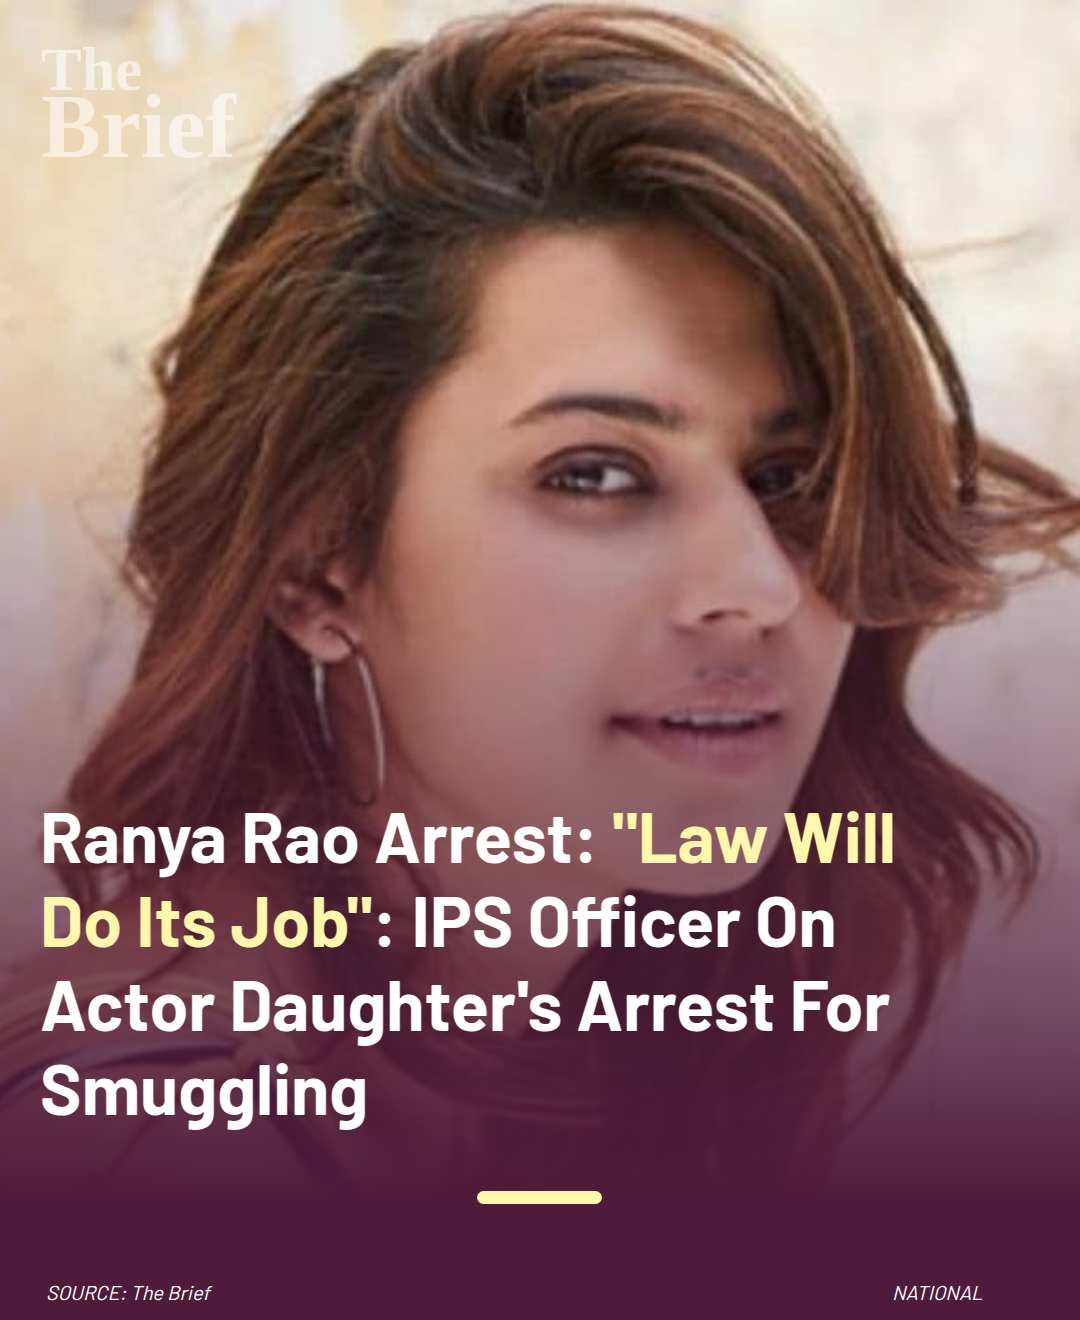 The
Brief
Ranya Rao Arrest: "Law Will
Do Its Job": IPS Officer On
Actor Daughter's Arrest For
Smuggling
SOURCE: The Brief
NATIONAL